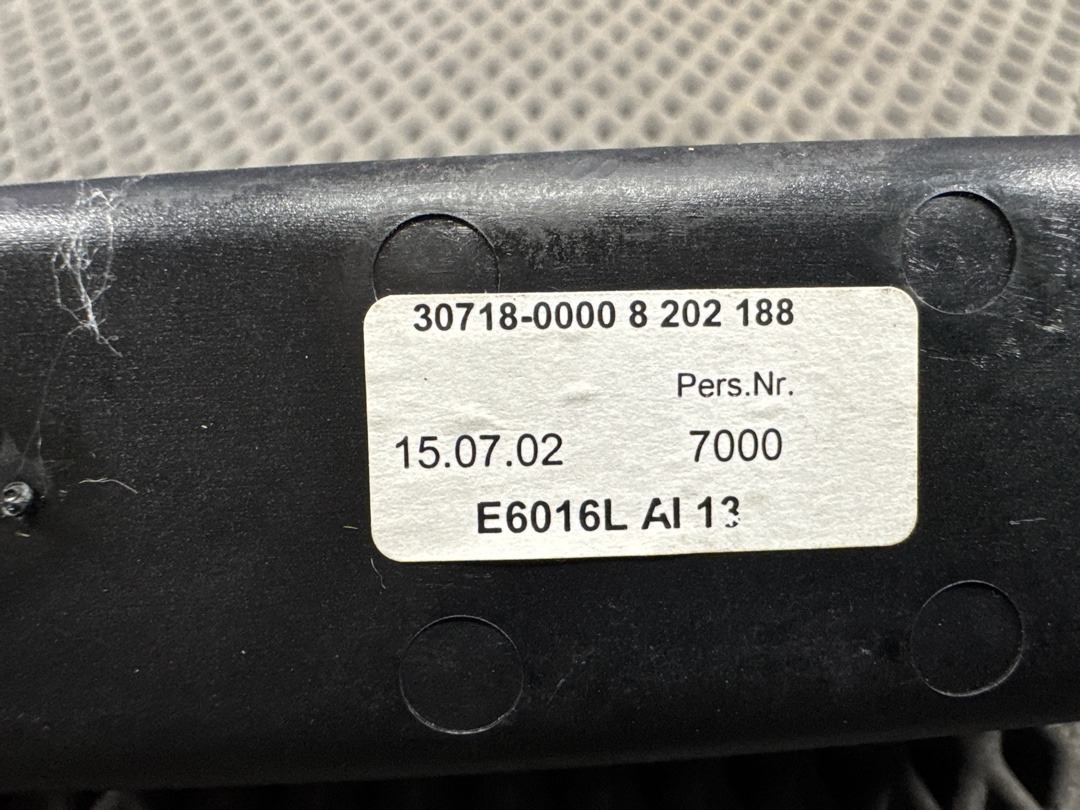 30718-0000 8 202 188
Pers.Nr.
15.07.02 7000
E6016L AI 13